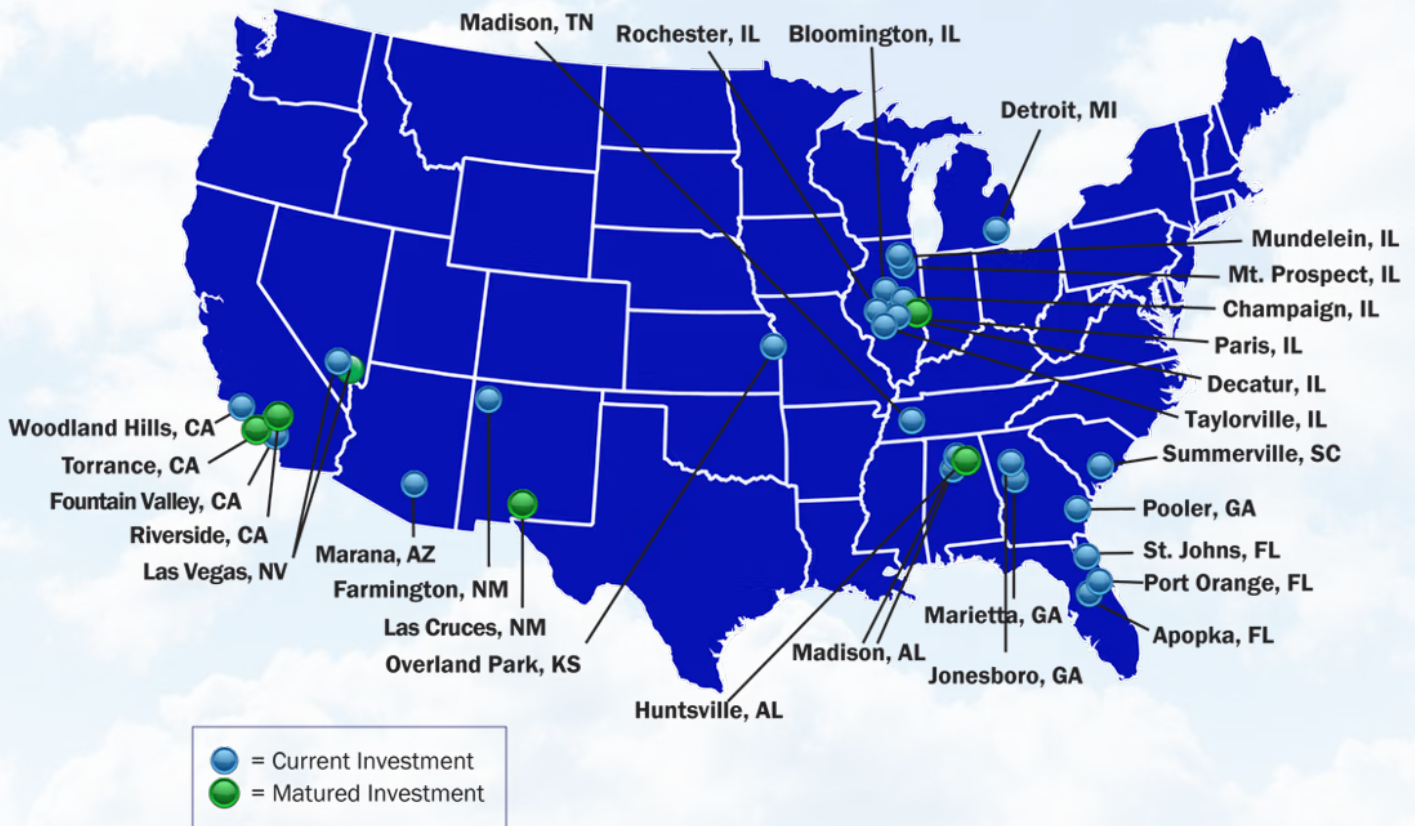 Madison, TN
Rochester, IL
Bloomington, IL
Detroit, MI
Mundelein, IL
Mt. Prospect, IL
Champaign, IL
Paris, IL
Decatur, IL
Taylorville, IL
Summerville, SC
Pooler, GA
St. Johns, FL
Port Orange, FL
Apopka, FL
Marietta, GA
Jonesboro, GA
Madison, AL
Huntsville, AL
Woodland Hills, CA
Torrance, CA
Fountain Valley, CA
Riverside, CA
Las Vegas, NV
Marana, AZ
Farmington, NM
Las Cruces, NM
Overland Park, KS
= Current Investment
= Matured Investment